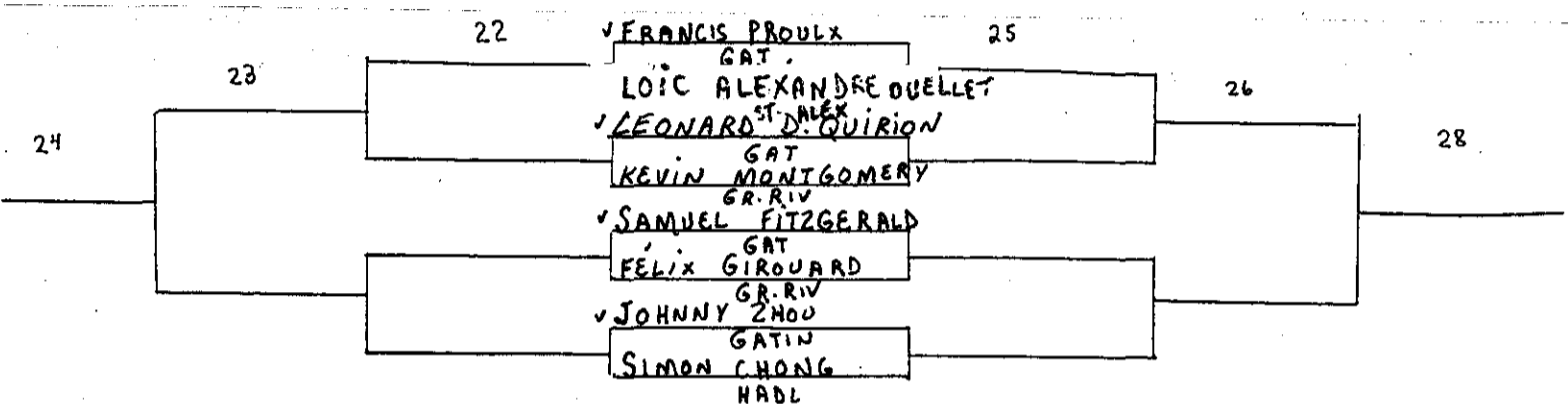 22 ✓FRANCIS PROULX 25
GAT.
23 LOÏC ALEXANDRE OUELLET 26
ST-ALEX
✓LEONARD D. QUIRION
24 GAT 28
KEVIN MONTGOMERY
GR.RIV
✓SAMUEL FITZGERALD
GAT
FÉLIX GIROUARD
GR.RIV
✓JOHNNY ZHOU
GATIN
SIMON CHONG
HADL